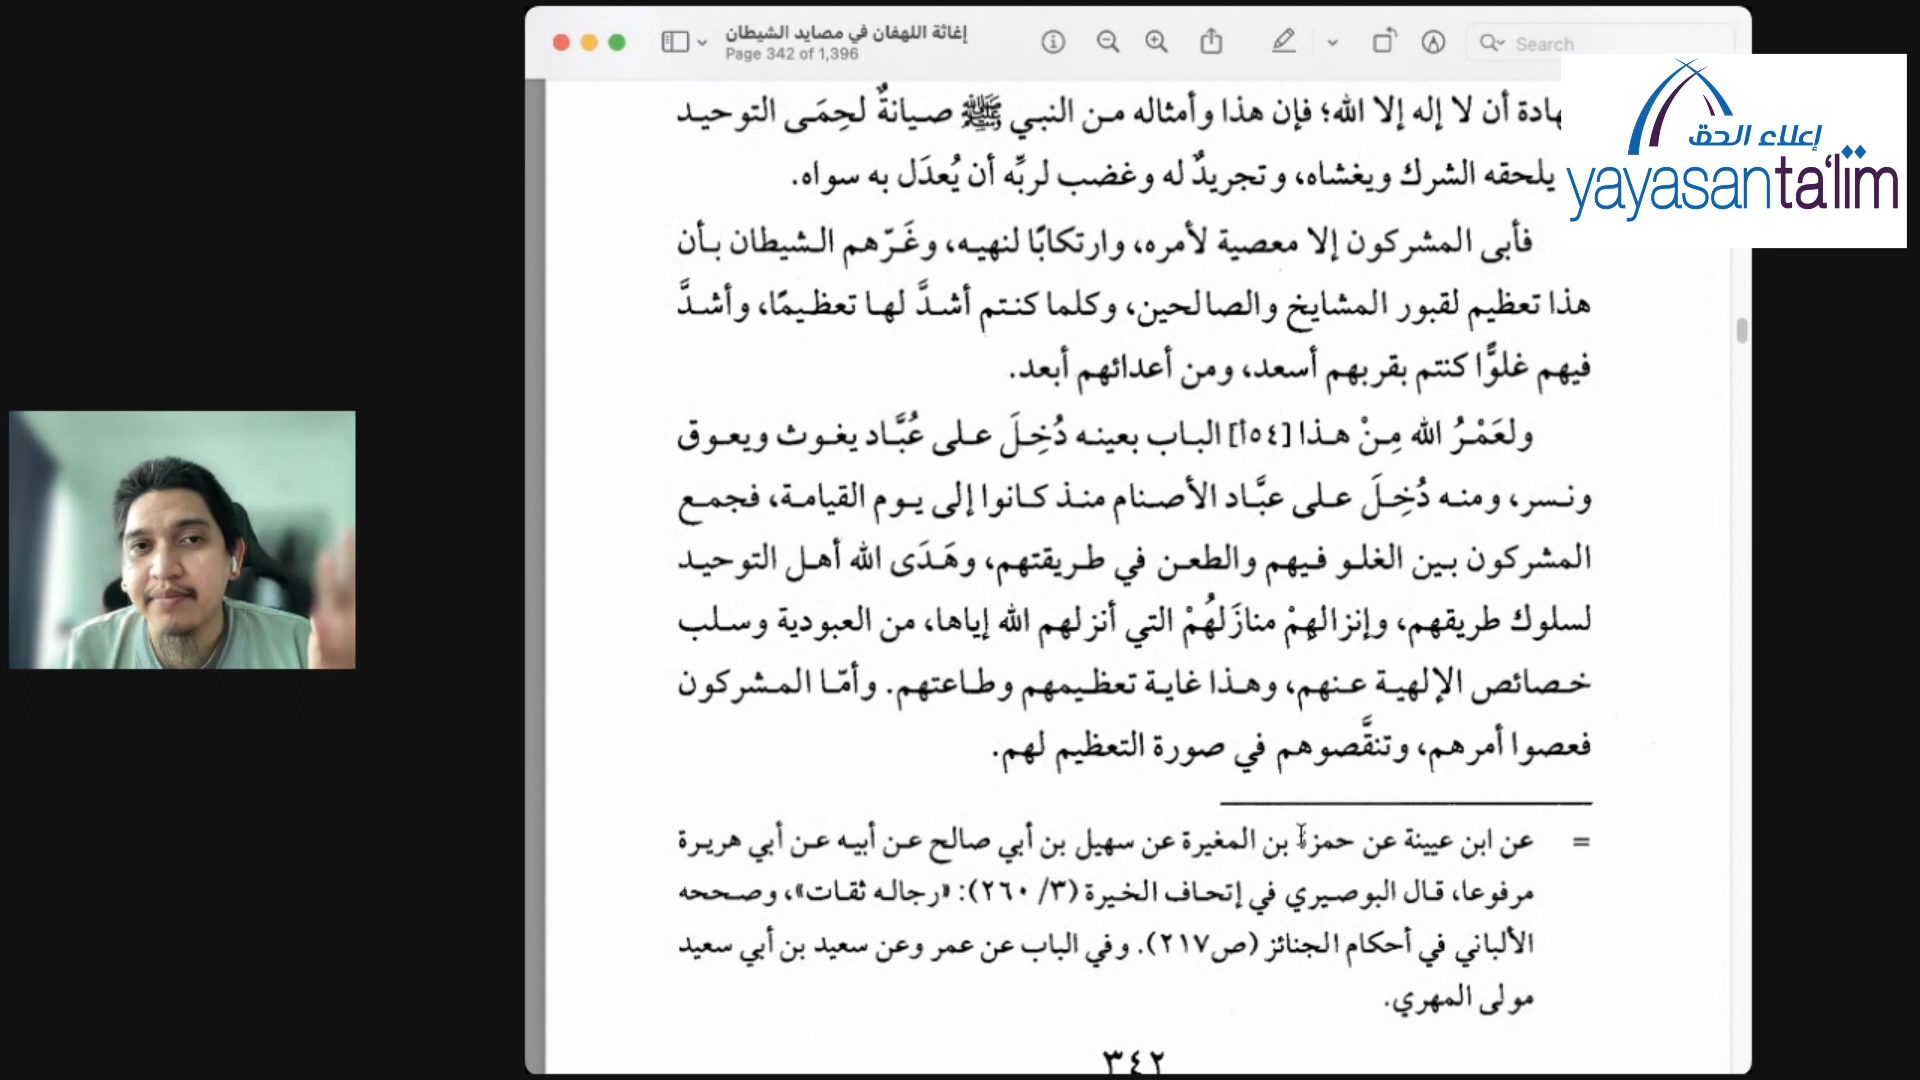 إغاثة اللهفان في مصايد الشيطان
Page 342 of 1,396
Search
إعلاء الحق
yayasanta'lim
أن لا إله إلا الله؛ فإن هذا وأمثاله من النبي ﷺ صيانةٌ لحِمَى التوحيد
يلحقه الشرك ويغشاه، وتجريدٌ له وغضب لربِّه أن يُعدَل به سواه.
فأبى المشركون إلا معصية لأمره، وارتكابًا لنهيه، وغَرّهم الشيطان بأن
هذا تعظيم لقبور المشايخ والصالحين، وكلما كنتم أشدَّ لها تعظيمًا، وأشدَّ
فيهم غلوًّا كنتم بقربهم أسعد، ومن أعدائهم أبعد.
ولعَمْرُ الله مِنْ هذا [٥٤أ] الباب بعينه دُخِلَ على عُبَّاد يغوث ويعوق
ونسر، ومنه دُخِلَ على عبَّاد الأصنام منذ كانوا إلى يوم القيامة، فجمع
المشركون بين الغلو فيهم والطعن في طريقتهم، وهَدَى الله أهل التوحيد
لسلوك طريقهم، وإنزالهِمْ منازَلهُمْ التي أنزلهم الله إياها، من العبودية وسلب
خصائص الإلهية عنهم، وهذا غاية تعظيمهم وطاعتهم. وأمّا المشركون
فعصوا أمرهم، وتنقَّصوهم في صورة التعظيم لهم.
= عن ابن عيينة عن حمزة بن المغيرة عن سهيل بن أبي صالح عن أبيه عن أبي هريرة
مرفوعا، قال البوصيري في إتحاف الخيرة (٣/ ٢٦٠): «رجاله ثقات»، وصححه
الألباني في أحكام الجنائز (ص٢١٧). وفي الباب عن عمر وعن سعيد بن أبي سعيد
مولى المهري.
٣٤٢